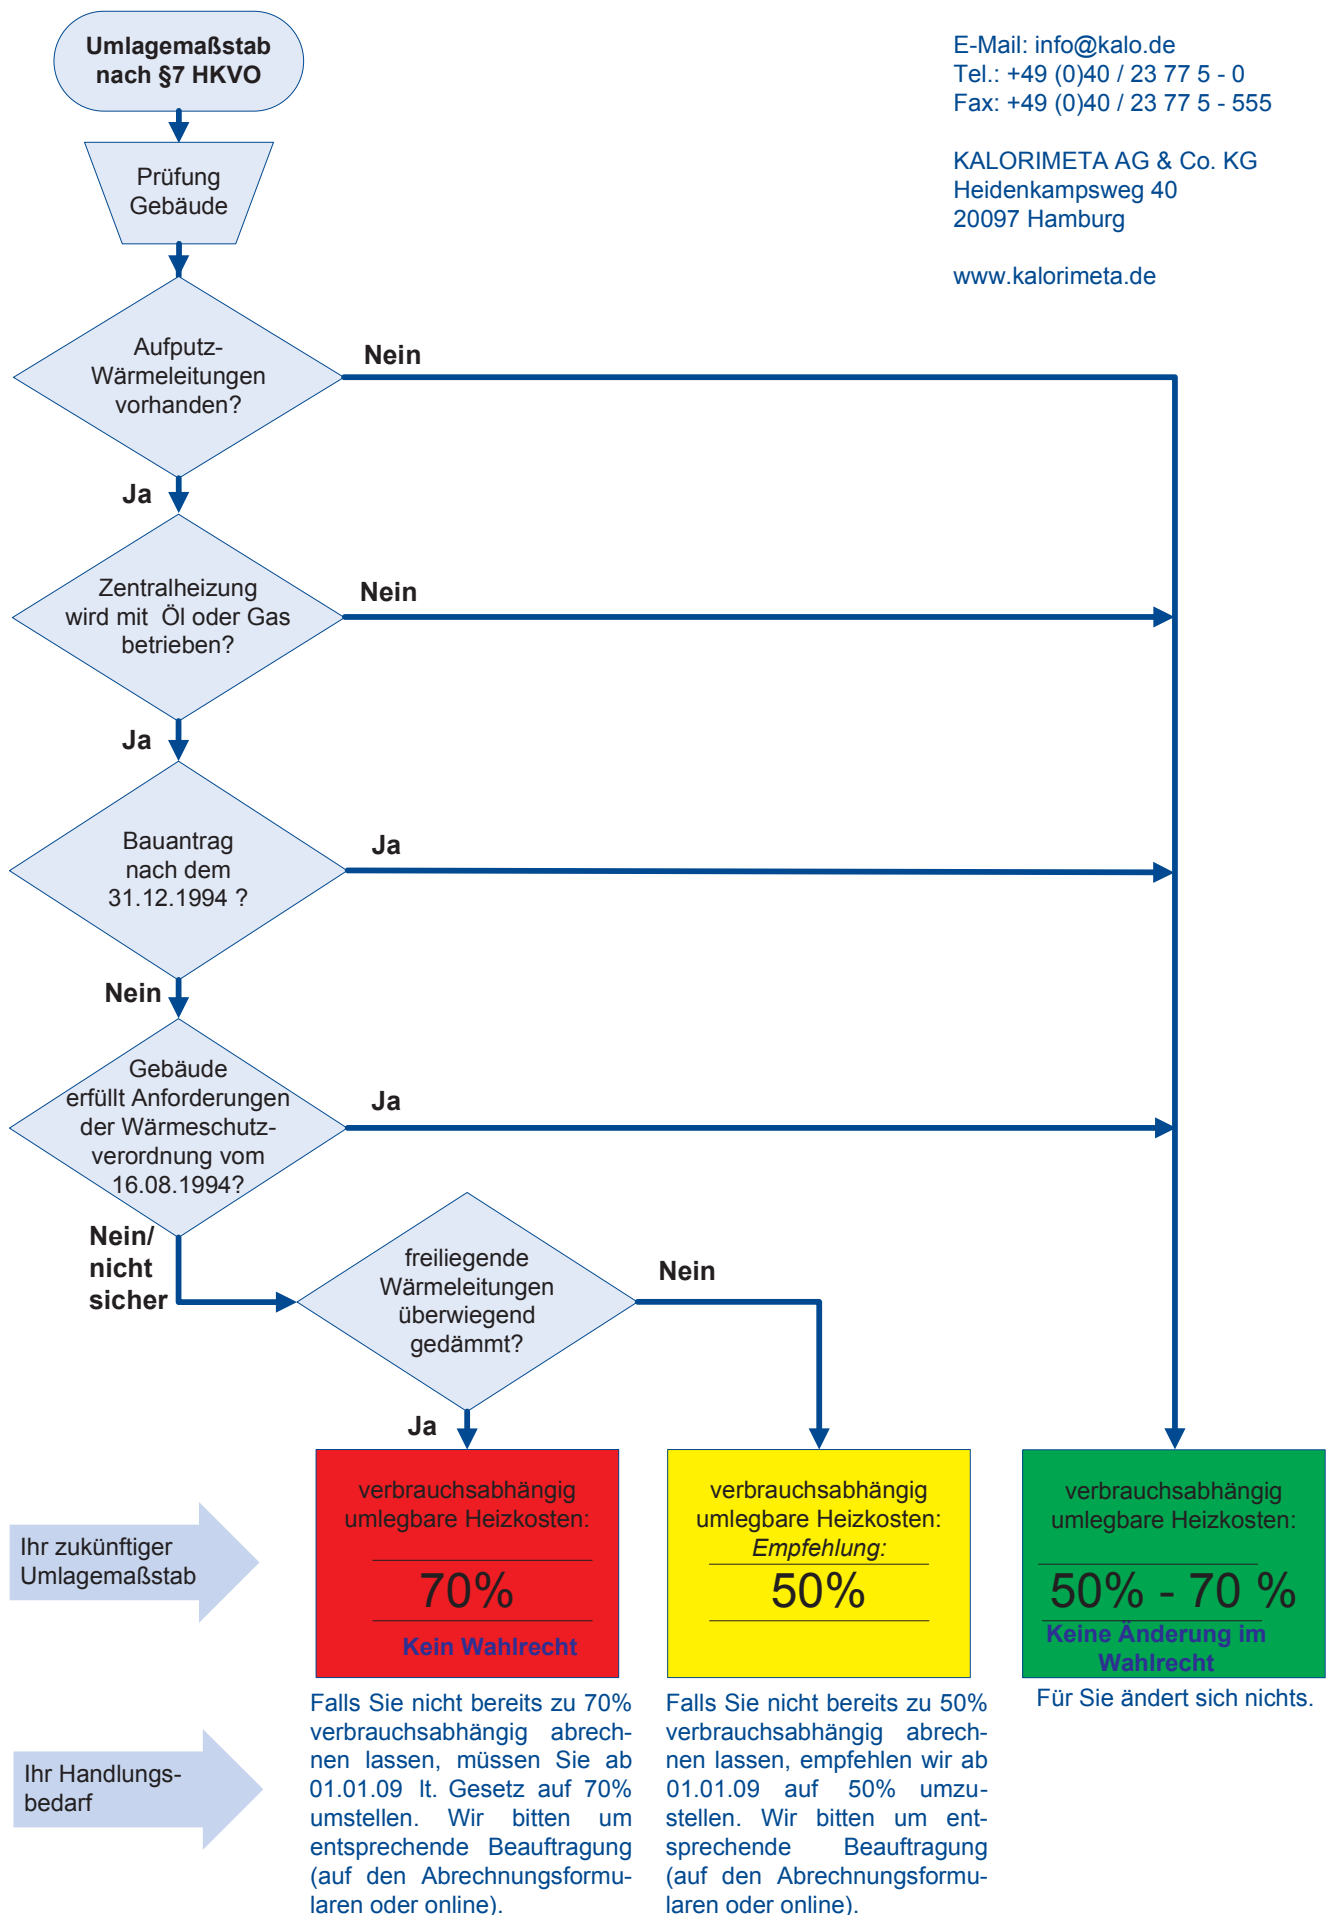 Umlagemaßstab
nach §7 HKVO
E-Mail: info@kalo.de
Tel.: +49 (0)40 / 23 77 5 - 0
Fax: +49 (0)40 / 23 77 5 - 555
KALORIMETA AG & Co. KG
Heidenkampsweg 40
20097 Hamburg
www.kalorimeta.de
Prüfung
Gebäude
Aufputz-
Wärmeleitungen
vorhanden?
Nein
Ja
Zentralheizung
wird mit Öl oder Gas
betrieben?
Nein
Ja
Bauantrag
nach dem
31.12.1994 ?
Ja
Nein
Gebäude
erfüllt Anforderungen
der Wärmeschutz-
verordnung vom
16.08.1994?
Ja
Nein/
nicht
sicher
freiliegende
Wärmeleitungen
überwiegend
gedämmt?
Nein
Ja
Ihr zukünftiger
Umlagemaßstab
verbrauchsabhängig
umlegbare Heizkosten:
70%
Kein Wahlrecht
verbrauchsabhängig
umlegbare Heizkosten:
Empfehlung:
50%
verbrauchsabhängig
umlegbare Heizkosten:
50% - 70 %
Keine Änderung im
Wahlrecht
Ihr Handlungs-
bedarf
Falls Sie nicht bereits zu 70%
verbrauchsabhängig abrech-
nen lassen, müssen Sie ab
01.01.09 lt. Gesetz auf 70%
umstellen. Wir bitten um
entsprechende Beauftragung
(auf den Abrechnungsformu-
laren oder online).
Falls Sie nicht bereits zu 50%
verbrauchsabhängig abrech-
nen lassen, empfehlen wir ab
01.01.09 auf 50% umzu-
stellen. Wir bitten um ent-
sprechende Beauftragung
(auf den Abrechnungsformu-
laren oder online).
Für Sie ändert sich nichts.